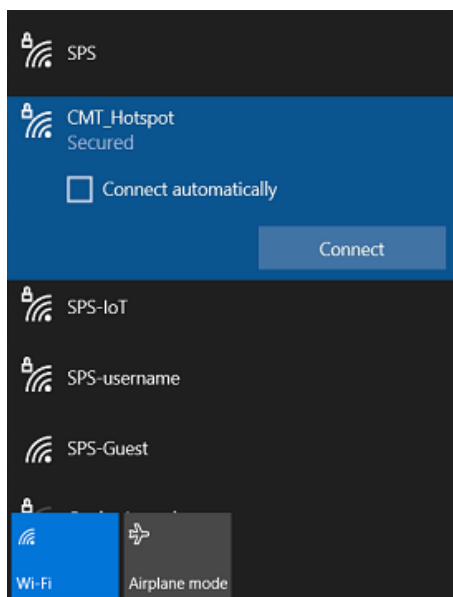 SPS
CMT_Hotspot
Secured
Connect automatically
Connect
SPS-IoT
SPS-username
SPS-Guest
Wi-Fi
Airplane mode